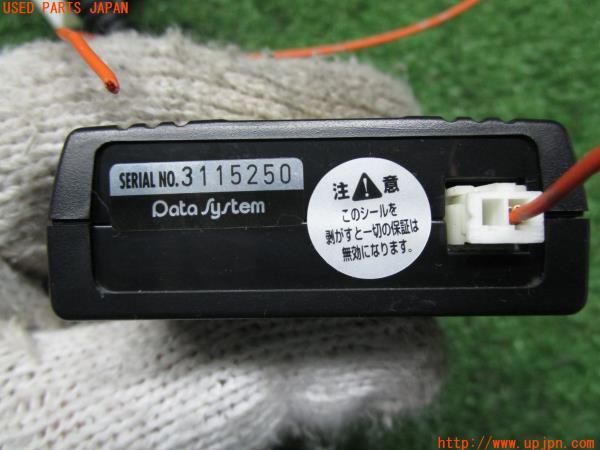 USED PARTS JAPAN
SERIAL NO. 3115250
Data System
注 意
このシールを
剥がすと一切の保証は
無効になります。
http://www.upjpn.com/